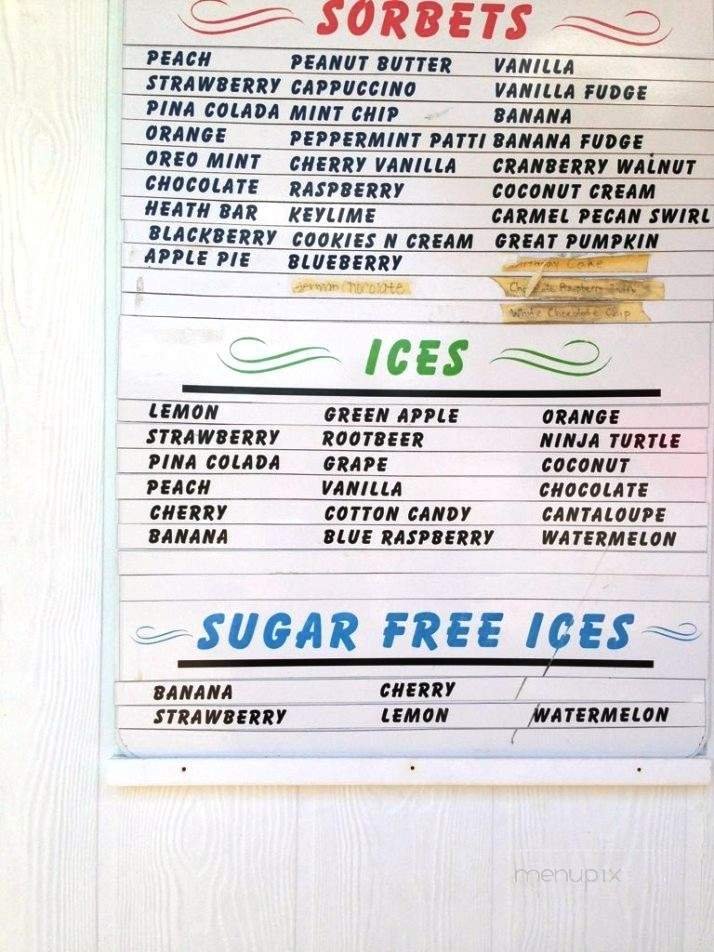 SORBETS
PEACH PEANUT BUTTER VANILLA
STRAWBERRY CAPPUCCINO VANILLA FUDGE
PINA COLADA MINT CHIP BANANA
ORANGE PEPPERMINT PATTI BANANA FUDGE
OREO MINT CHERRY VANILLA CRANBERRY WALNUT
CHOCOLATE RASPBERRY COCONUT CREAM
HEATH BAR KEYLIME CARMEL PECAN SWIRL
BLACKBERRY COOKIES N CREAM GREAT PUMPKIN
APPLE PIE BLUEBERRY Cake
German Chocolate Raspberry
White Chocolate Chip
ICES
LEMON GREEN APPLE ORANGE
STRAWBERRY ROOTBEER NINJA TURTLE
PINA COLADA GRAPE COCONUT
PEACH VANILLA CHOCOLATE
CHERRY COTTON CANDY CANTALOUPE
BANANA BLUE RASPBERRY WATERMELON
SUGAR FREE ICES
BANANA CHERRY
STRAWBERRY LEMON WATERMELON
menupix